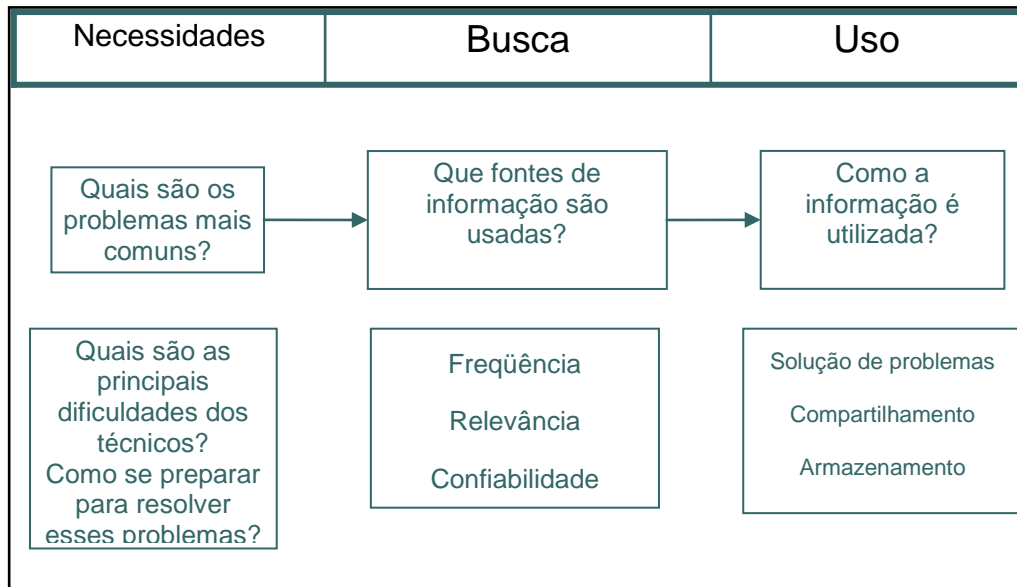 Necessidades
Busca
Uso
Quais são os
problemas mais
comuns?
Que fontes de
informação são
usadas?
Como a
informação é
utilizada?
Quais são as
principais
dificuldades dos
técnicos?
Como se preparar
para resolver
esses problemas?
Freqüência
Relevância
Confiabilidade
Solução de problemas
Compartilhamento
Armazenamento